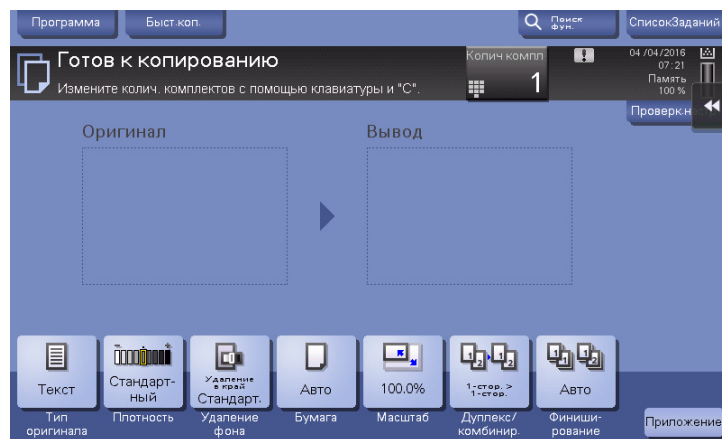 Программа
Быст.коп.
Поиск
фун.
СписокЗаданий
Готов к копированию
Измените колич. комплектов с помощью клавиатуры и "С".
Колич компл
1
04 /04/2016
07:21
Память
100 %
Проверк.н
Оригинал
Вывод
Текст
Стандарт-
ный
Удаление
в край
Стандарт.
Авто
100.0%
1-стор. >
1-стор.
Авто
Тип
оригинала
Плотность
Удаление
фона
Бумага
Масштаб
Дуплекс/
комбинир.
Финиши-
рование
Приложение